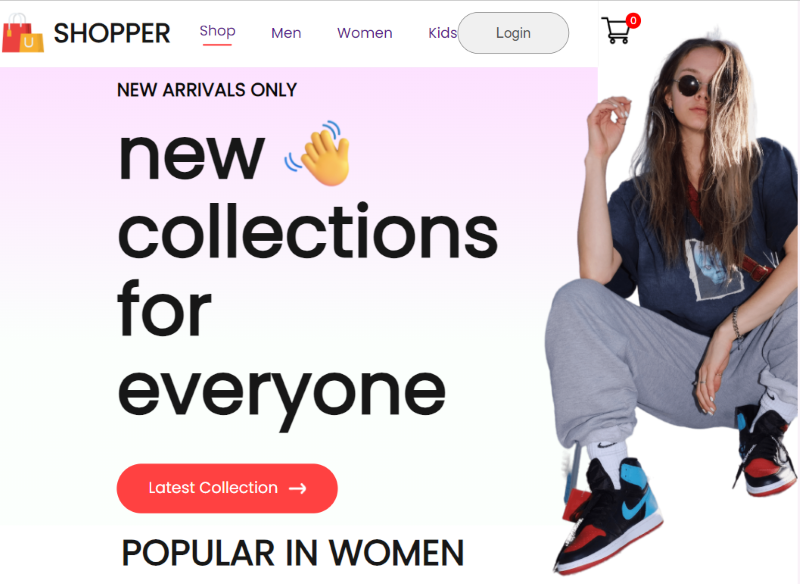 SHOPPER Shop Men Women Kids Login 0
NEW ARRIVALS ONLY
new
collections
for
everyone
Latest Collection
POPULAR IN WOMEN